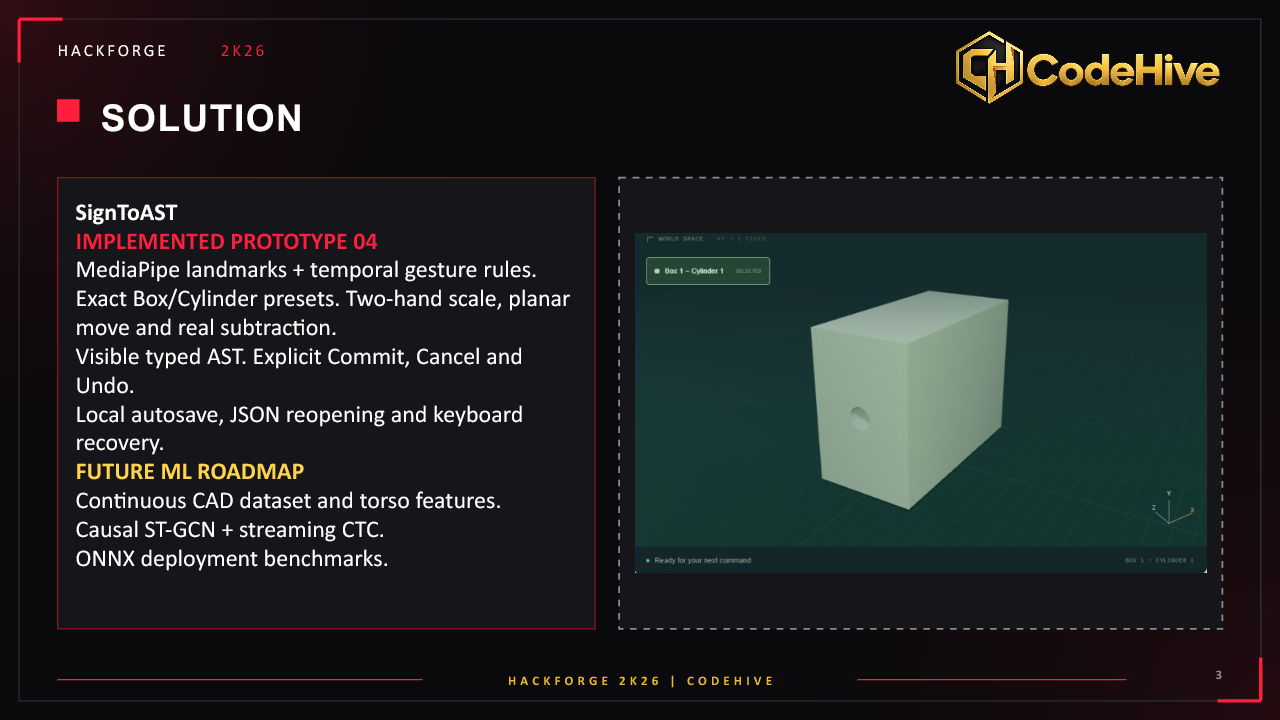 HACKFORGE 2K26
CodeHive
SOLUTION
SignToAST
IMPLEMENTED PROTOTYPE 04
MediaPipe landmarks + temporal gesture rules.
Exact Box/Cylinder presets. Two-hand scale, planar
move and real subtraction.
Visible typed AST. Explicit Commit, Cancel and
Undo.
Local autosave, JSON reopening and keyboard
recovery.
FUTURE ML ROADMAP
Continuous CAD dataset and torso features.
Causal ST-GCN + streaming CTC.
ONNX deployment benchmarks.
WORLD SPACE
Box 1 – Cylinder 1 SELECTED
Y
Z X
Ready for your next command BOX 1 – CYLINDER 1
HACKFORGE 2K26 | CODEHIVE
3